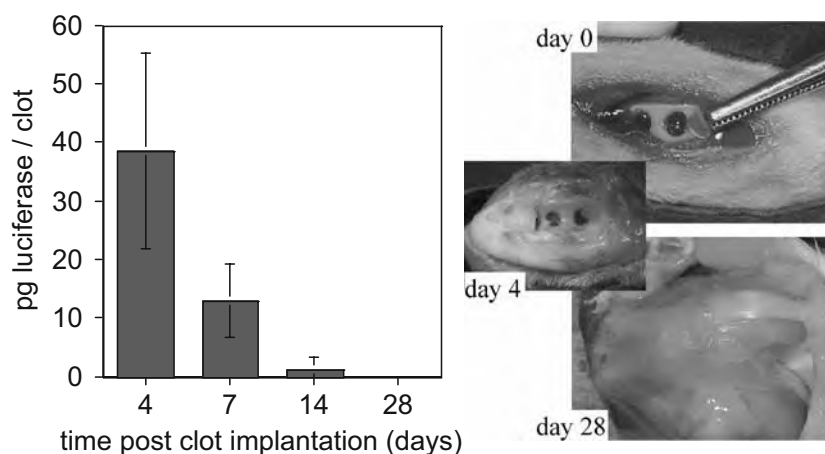 60
50
40
30
20
10
0
pg luciferase / clot
4 7 14 28
time post clot implantation (days)
day 0
day 4
day 28